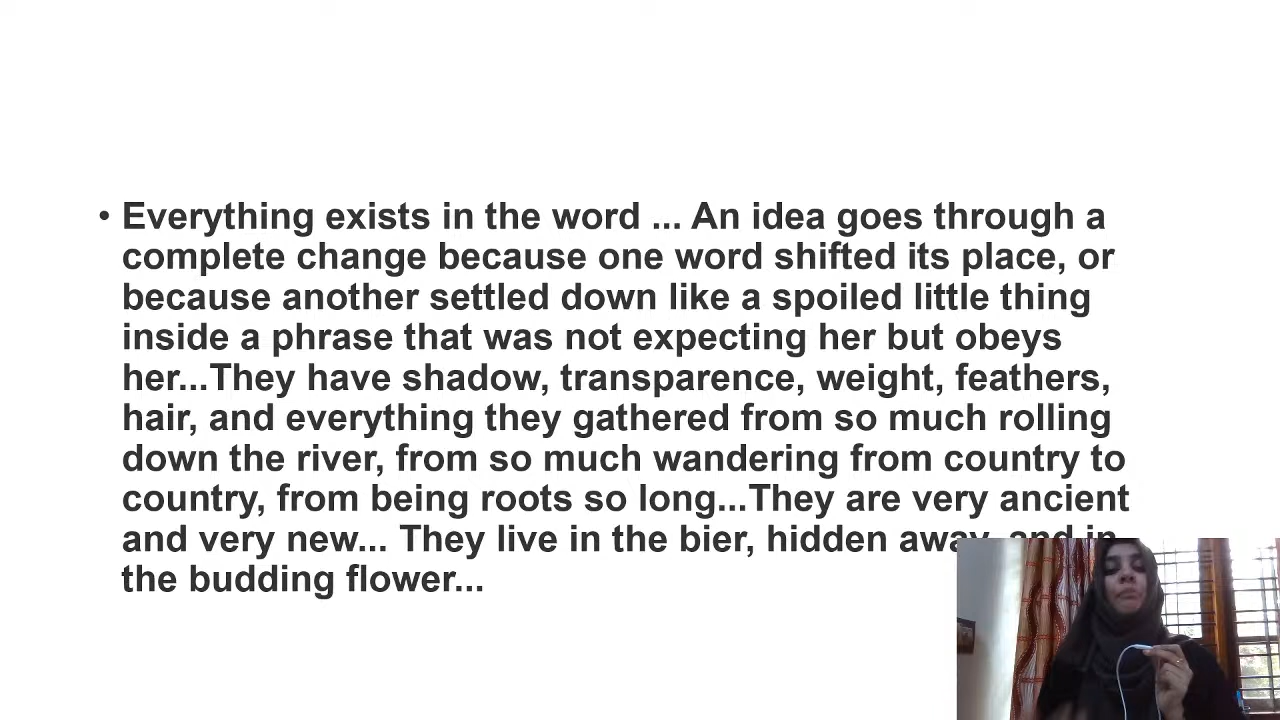 • Everything exists in the word ... An idea goes through a
complete change because one word shifted its place, or
because another settled down like a spoiled little thing
inside a phrase that was not expecting her but obeys
her...They have shadow, transparence, weight, feathers,
hair, and everything they gathered from so much rolling
down the river, from so much wandering from country to
country, from being roots so long...They are very ancient
and very new... They live in the bier, hidden away, and in
the budding flower...